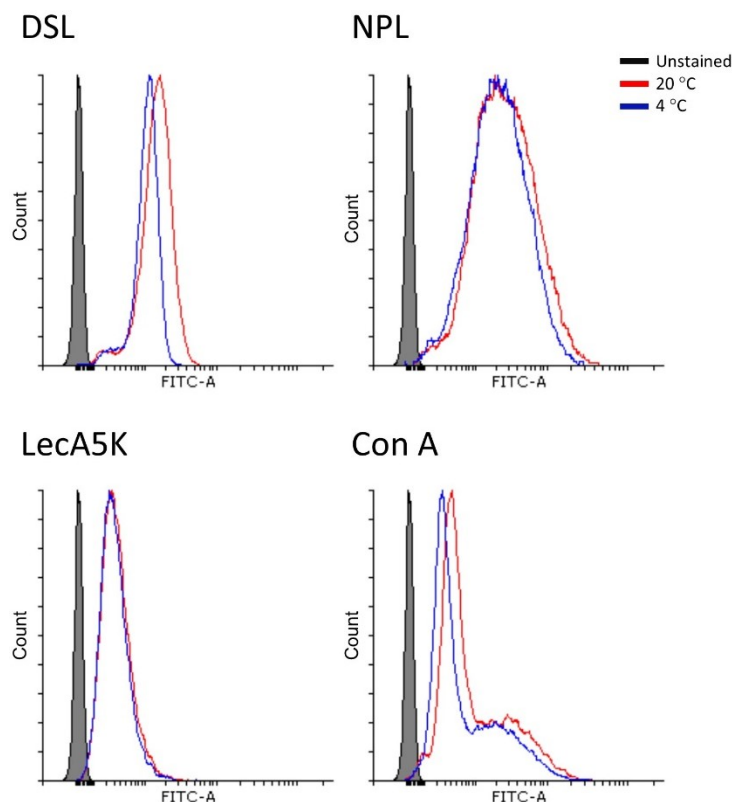 DSL
NPL
Unstained
20 °C
4 °C
Count
FITC-A
Count
FITC-A
LecA5K
Con A
Count
FITC-A
Count
FITC-A